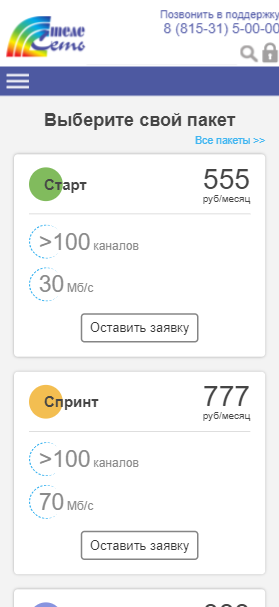 Позвонить в поддержку
8 (815-31) 5-00-00
теле
Сеть
Выберите свой пакет
Все пакеты >>
Старт
555
руб/месяц
>100 каналов
30 Мб/с
Оставить заявку
Спринт
777
руб/месяц
>100 каналов
70 Мб/с
Оставить заявку